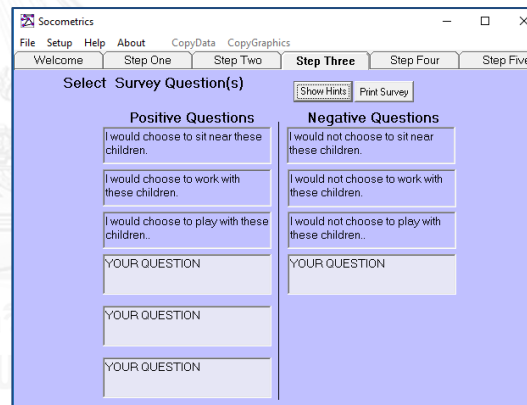 Socometrics
File Setup Help About CopyData CopyGraphics
Welcome Step One Step Two Step Three Step Four Step Five
Select Survey Question(s)
Show Hints Print Survey
Positive Questions
I would choose to sit near these
children.
I would choose to work with
these children.
I would choose to play with these
children..
YOUR QUESTION
YOUR QUESTION
YOUR QUESTION
Negative Questions
I would not choose to sit near
these children.
I would not choose to work with
these children.
I would not choose to play with
these children..
YOUR QUESTION